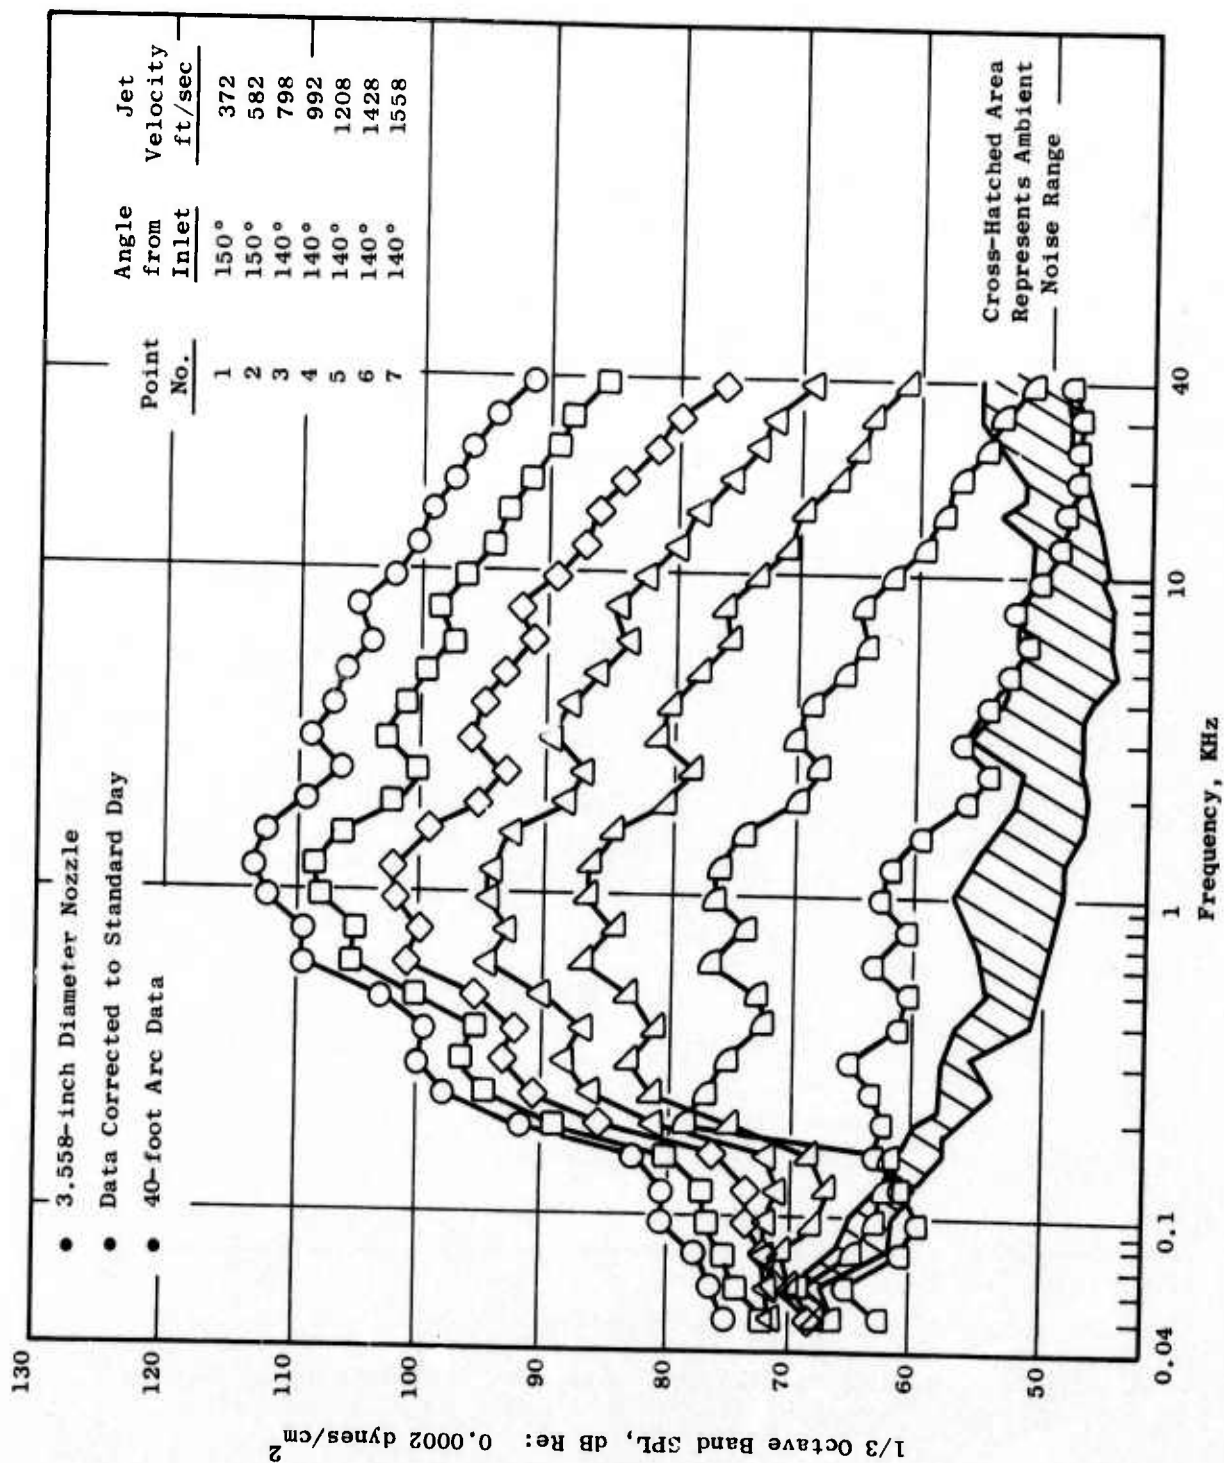 ● 3.558-inch Diameter Nozzle
● Data Corrected to Standard Day
● 40-foot Arc Data
Point No. Angle from Inlet Jet Velocity ft/sec
1 150° 372
2 150° 582
3 140° 798
4 140° 992
5 140° 1208
6 140° 1428
7 140° 1558
Cross-Hatched Area
Represents Ambient
Noise Range
1/3 Octave Band SPL, dB Re: 0.0002 dynes/cm²
130
120
110
100
90
80
70
60
50
0.04 0.1 1 10 40
Frequency, KHz